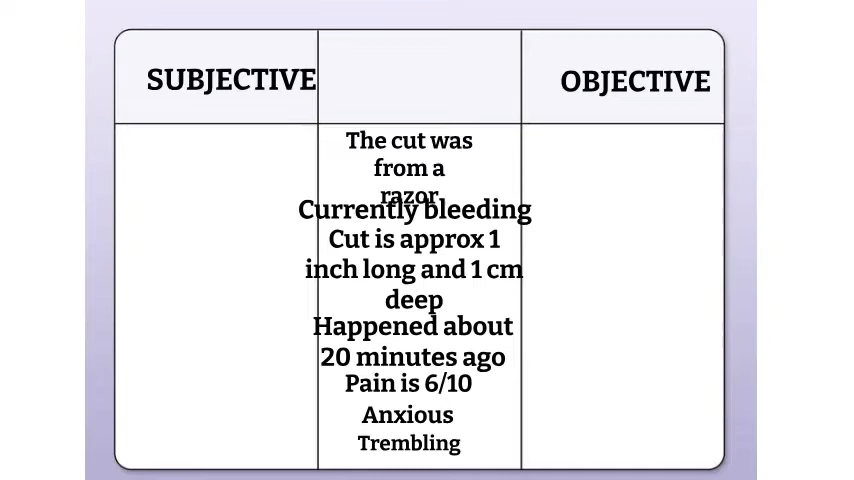 SUBJECTIVE
OBJECTIVE
The cut was
from a
razor
Currently bleeding
Cut is approx 1
inch long and 1 cm
deep
Happened about
20 minutes ago
Pain is 6/10
Anxious
Trembling